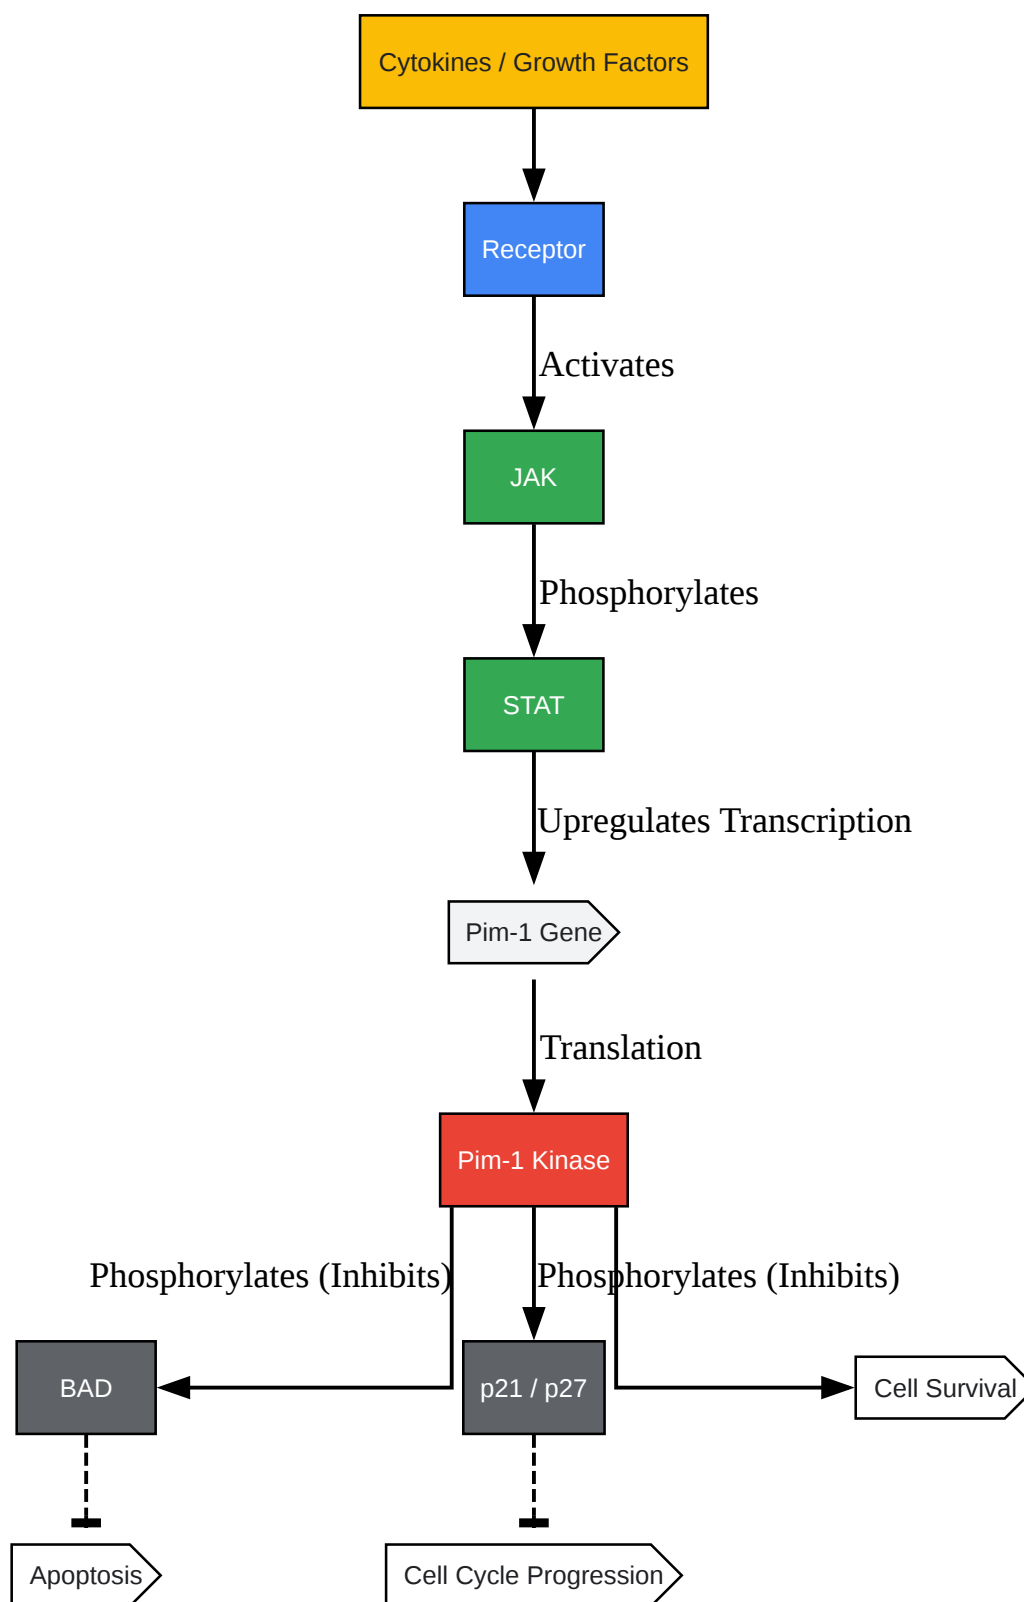 Cytokines / Growth Factors
Receptor
Activates
JAK
Phosphorylates
STAT
Upregulates Transcription
Pim-1 Gene
Translation
Pim-1 Kinase
Phosphorylates (Inhibits)
Phosphorylates (Inhibits)
BAD
p21 / p27
Cell Survival
Apoptosis
Cell Cycle Progression